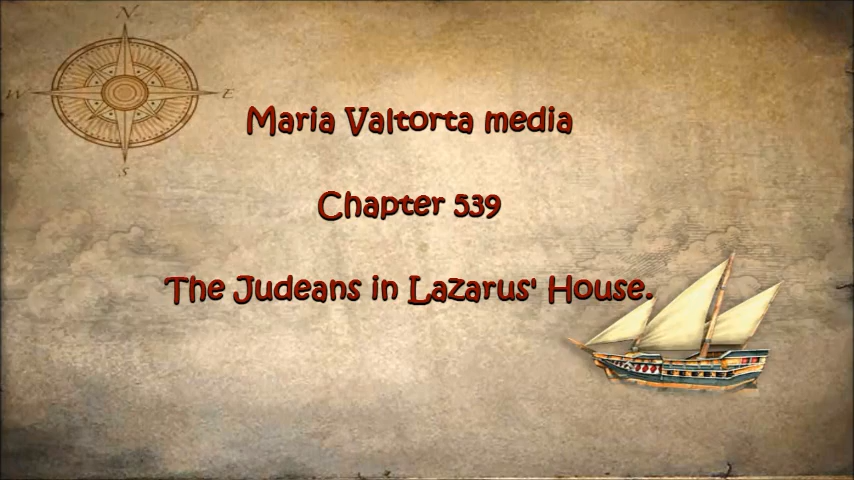 N
W E
S
Maria Valtorta media
Chapter 539
The Judeans in Lazarus' House.